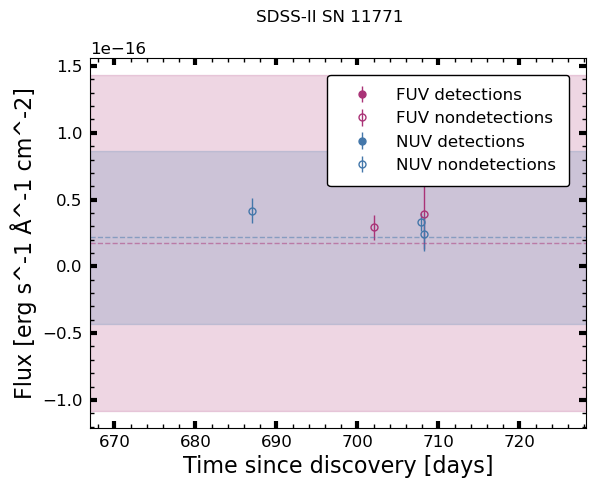 SDSS-II SN 11771
1e−16
1.5
1.0
0.5
0.0
−0.5
−1.0
Flux [erg s^-1 Å^-1 cm^-2]
FUV detections
FUV nondetections
NUV detections
NUV nondetections
670 680 690 700 710 720
Time since discovery [days]